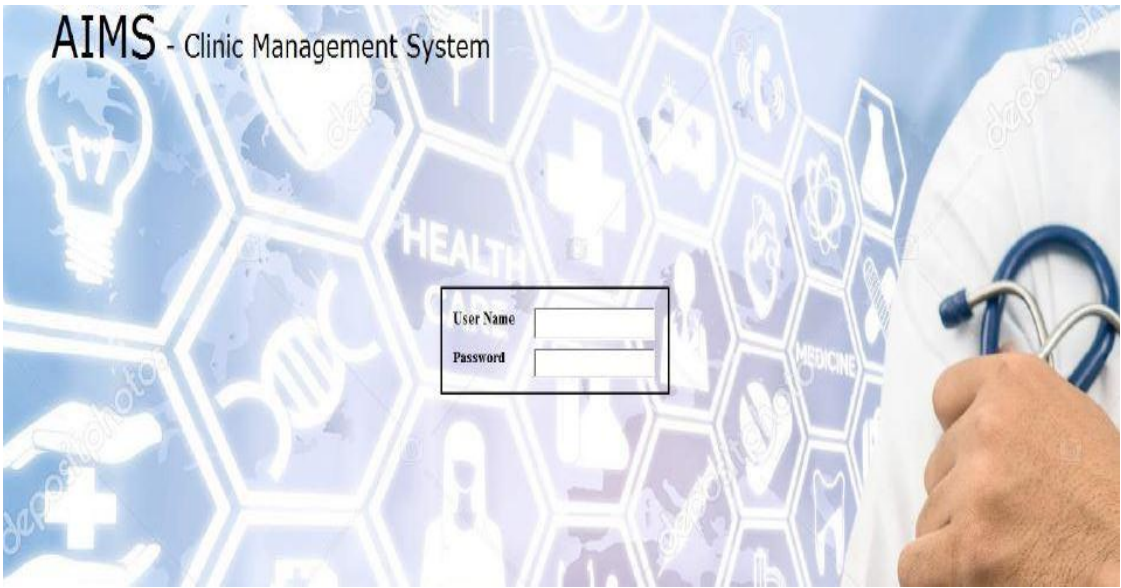 AIMS - Clinic Management System
HEALTH
CARE
User Name
Password
MEDICINE
depositphotos
depositphotos
depositphotos
depositphotos